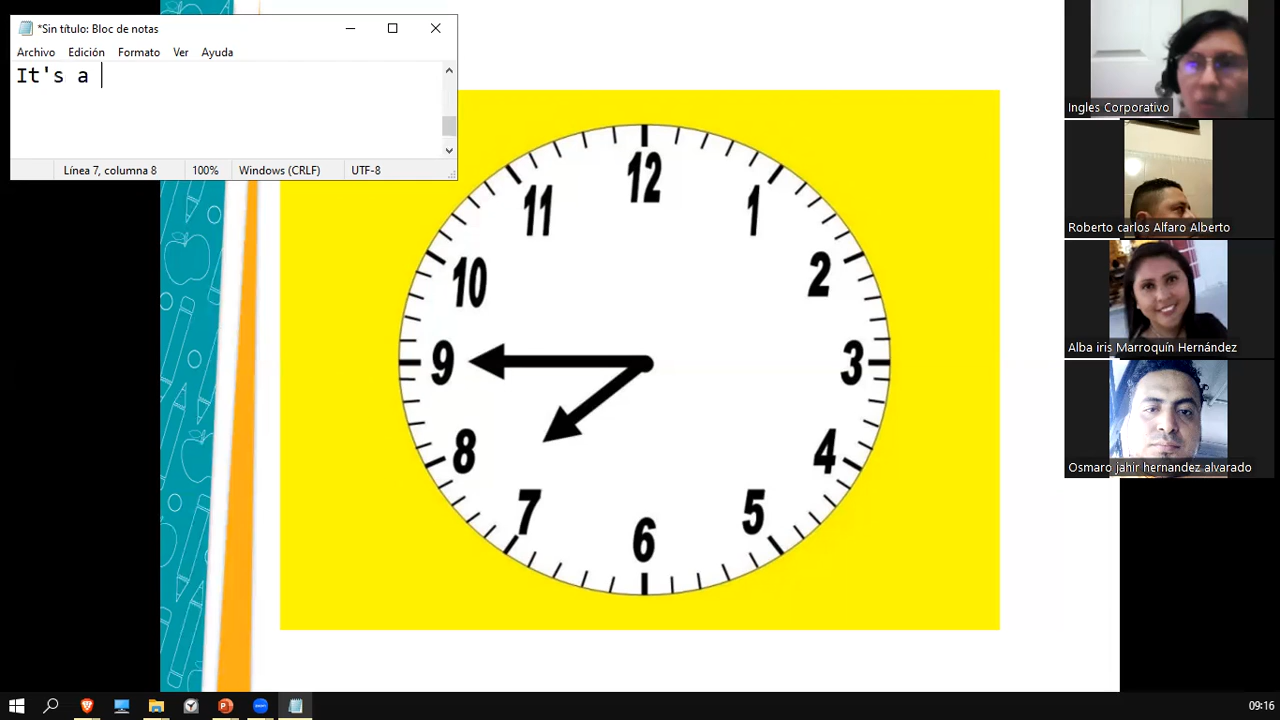 *Sin título: Bloc de notas
Archivo Edición Formato Ver Ayuda
It's a
Línea 7, columna 8 100% Windows (CRLF) UTF-8
12
1
2
3
4
5
6
7
8
9
10
11
Ingles Corporativo
Roberto carlos Alfaro Alberto
Alba iris Marroquín Hernández
Osmaro jahir hernandez alvarado
09:16